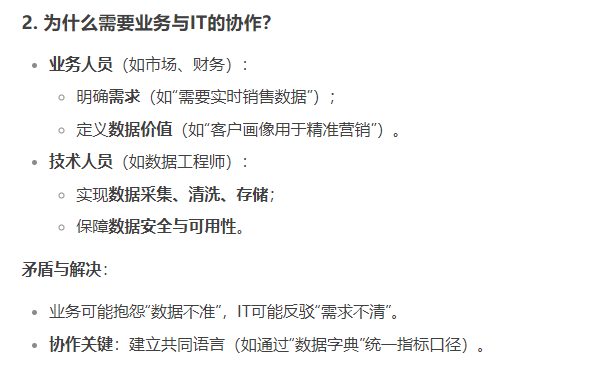 2. 为什么需要业务与IT的协作？
业务人员（如市场、财务）：
明确需求（如“需要实时销售数据”）；
定义数据价值（如“客户画像用于精准营销”）。
技术人员（如数据工程师）：
实现数据采集、清洗、存储；
保障数据安全与可用性。
矛盾与解决：
业务可能抱怨“数据不准”，IT可能反驳“需求不清”。
协作关键：建立共同语言（如通过“数据字典”统一指标口径）。